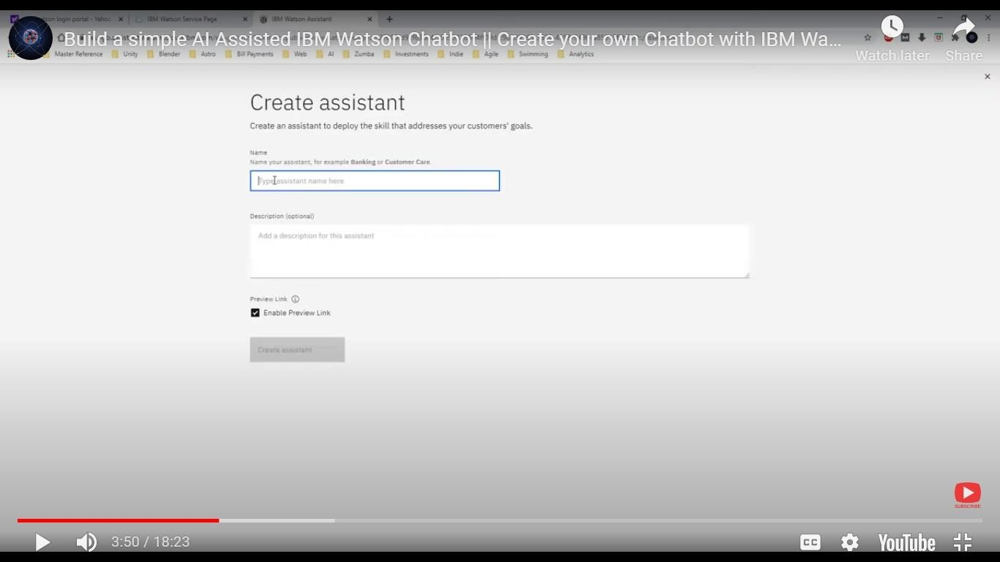 son login portal - Yahoo
IBM Watson Service Page
IBM Watson Assistant
Build a simple AI Assisted IBM Watson Chatbot || Create your own Chatbot with IBM Wa...
Watch later
Share
Master Reference
Unity
Blender
Astro
Bill Payments
Web
AI
Zumba
Investments
Indie
Agile
Swimming
Analytics
Create assistant
Create an assistant to deploy the skill that addresses your customers' goals.
Name
Name your assistant, for example Banking or Customer Care.
Type assistant name here
Description (optional)
Add a description for this assistant
Preview Link
Enable Preview Link
Create assistant
SUBSCRIBE
3:50 / 18:23
CC
YouTube